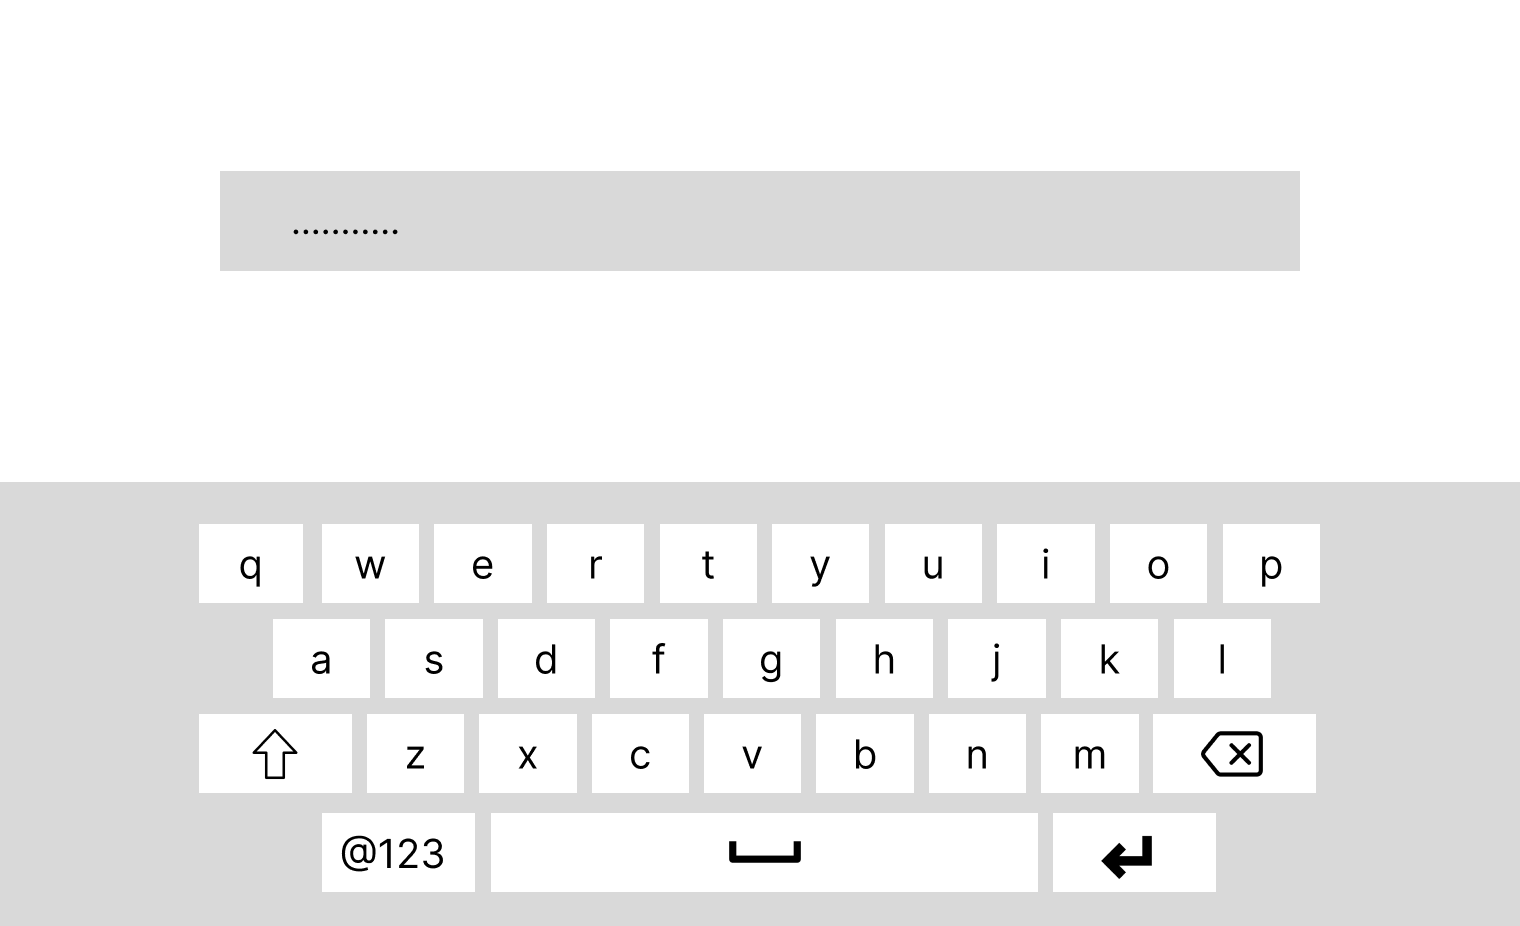 ...........
q w e r t y u i o p
a s d f g h j k l
z x c v b n m
@123